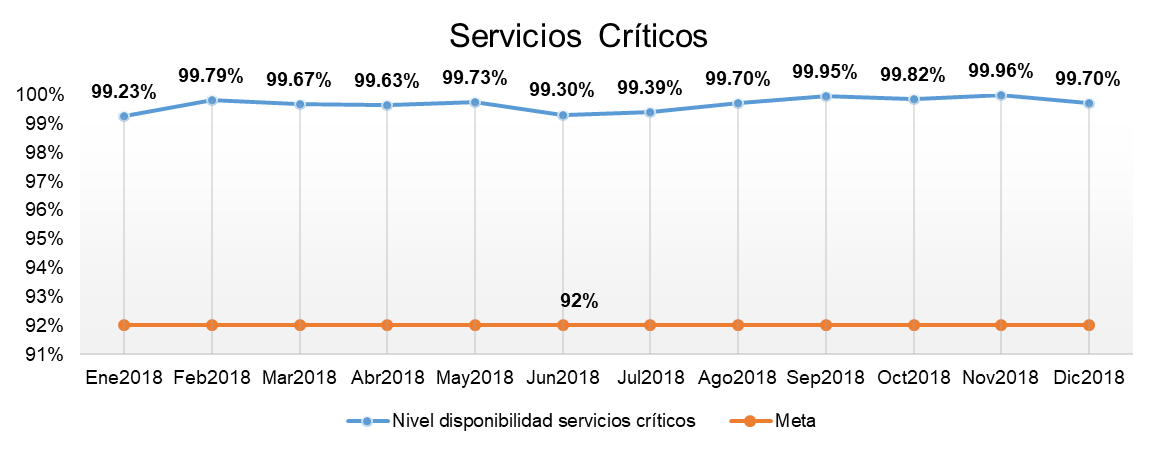 Servicios Críticos
99.23% 99.79% 99.67% 99.63% 99.73% 99.30% 99.39% 99.70% 99.95% 99.82% 99.96% 99.70%
100%
99%
98%
97%
96%
95%
94%
93%
92%
92%
91%
Ene2018 Feb2018 Mar2018 Abr2018 May2018 Jun2018 Jul2018 Ago2018 Sep2018 Oct2018 Nov2018 Dic2018
Nivel disponibilidad servicios críticos Meta